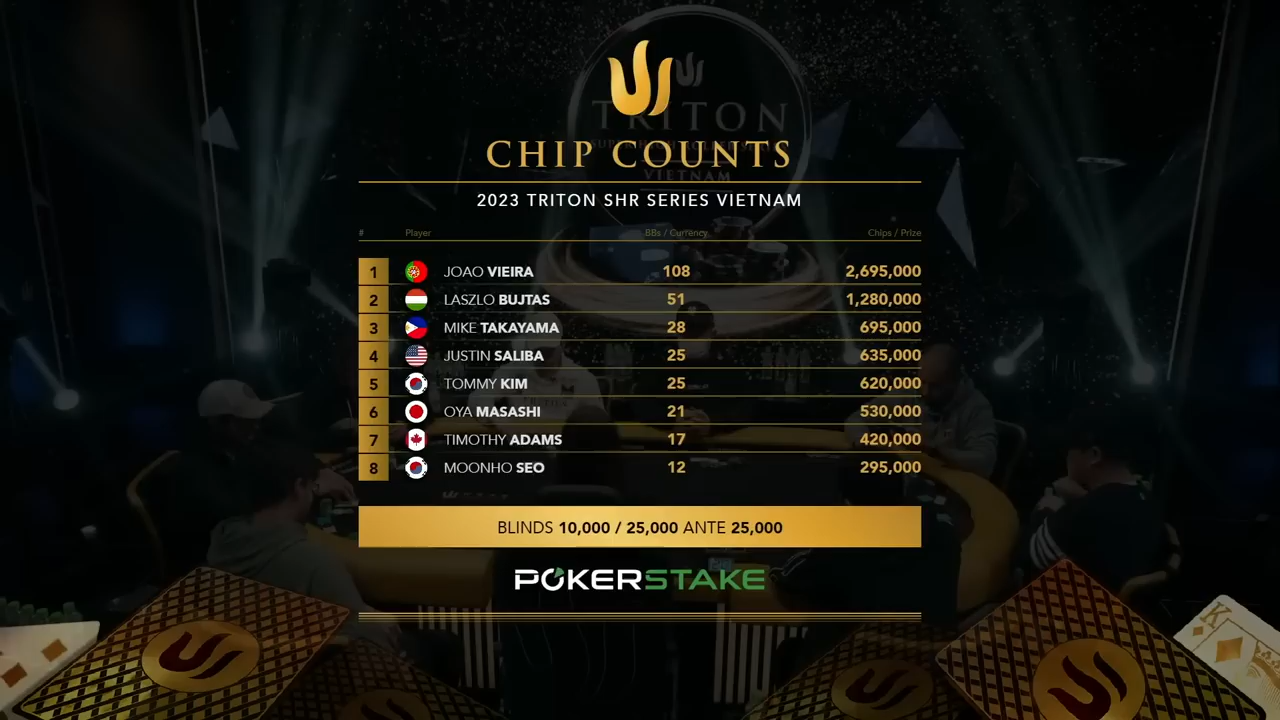 TRITON
VIETNAM
CHIP COUNTS
2023 TRITON SHR SERIES VIETNAM
# Player BBs / Currency Chips / Prize
1 JOAO VIEIRA 108 2,695,000
2 LASZLO BUJTAS 51 1,280,000
3 MIKE TAKAYAMA 28 695,000
4 JUSTIN SALIBA 25 635,000
5 TOMMY KIM 25 620,000
6 OYA MASASHI 21 530,000
7 TIMOTHY ADAMS 17 420,000
8 MOONHO SEO 12 295,000
BLINDS 10,000 / 25,000 ANTE 25,000
POKERSTAKE
K